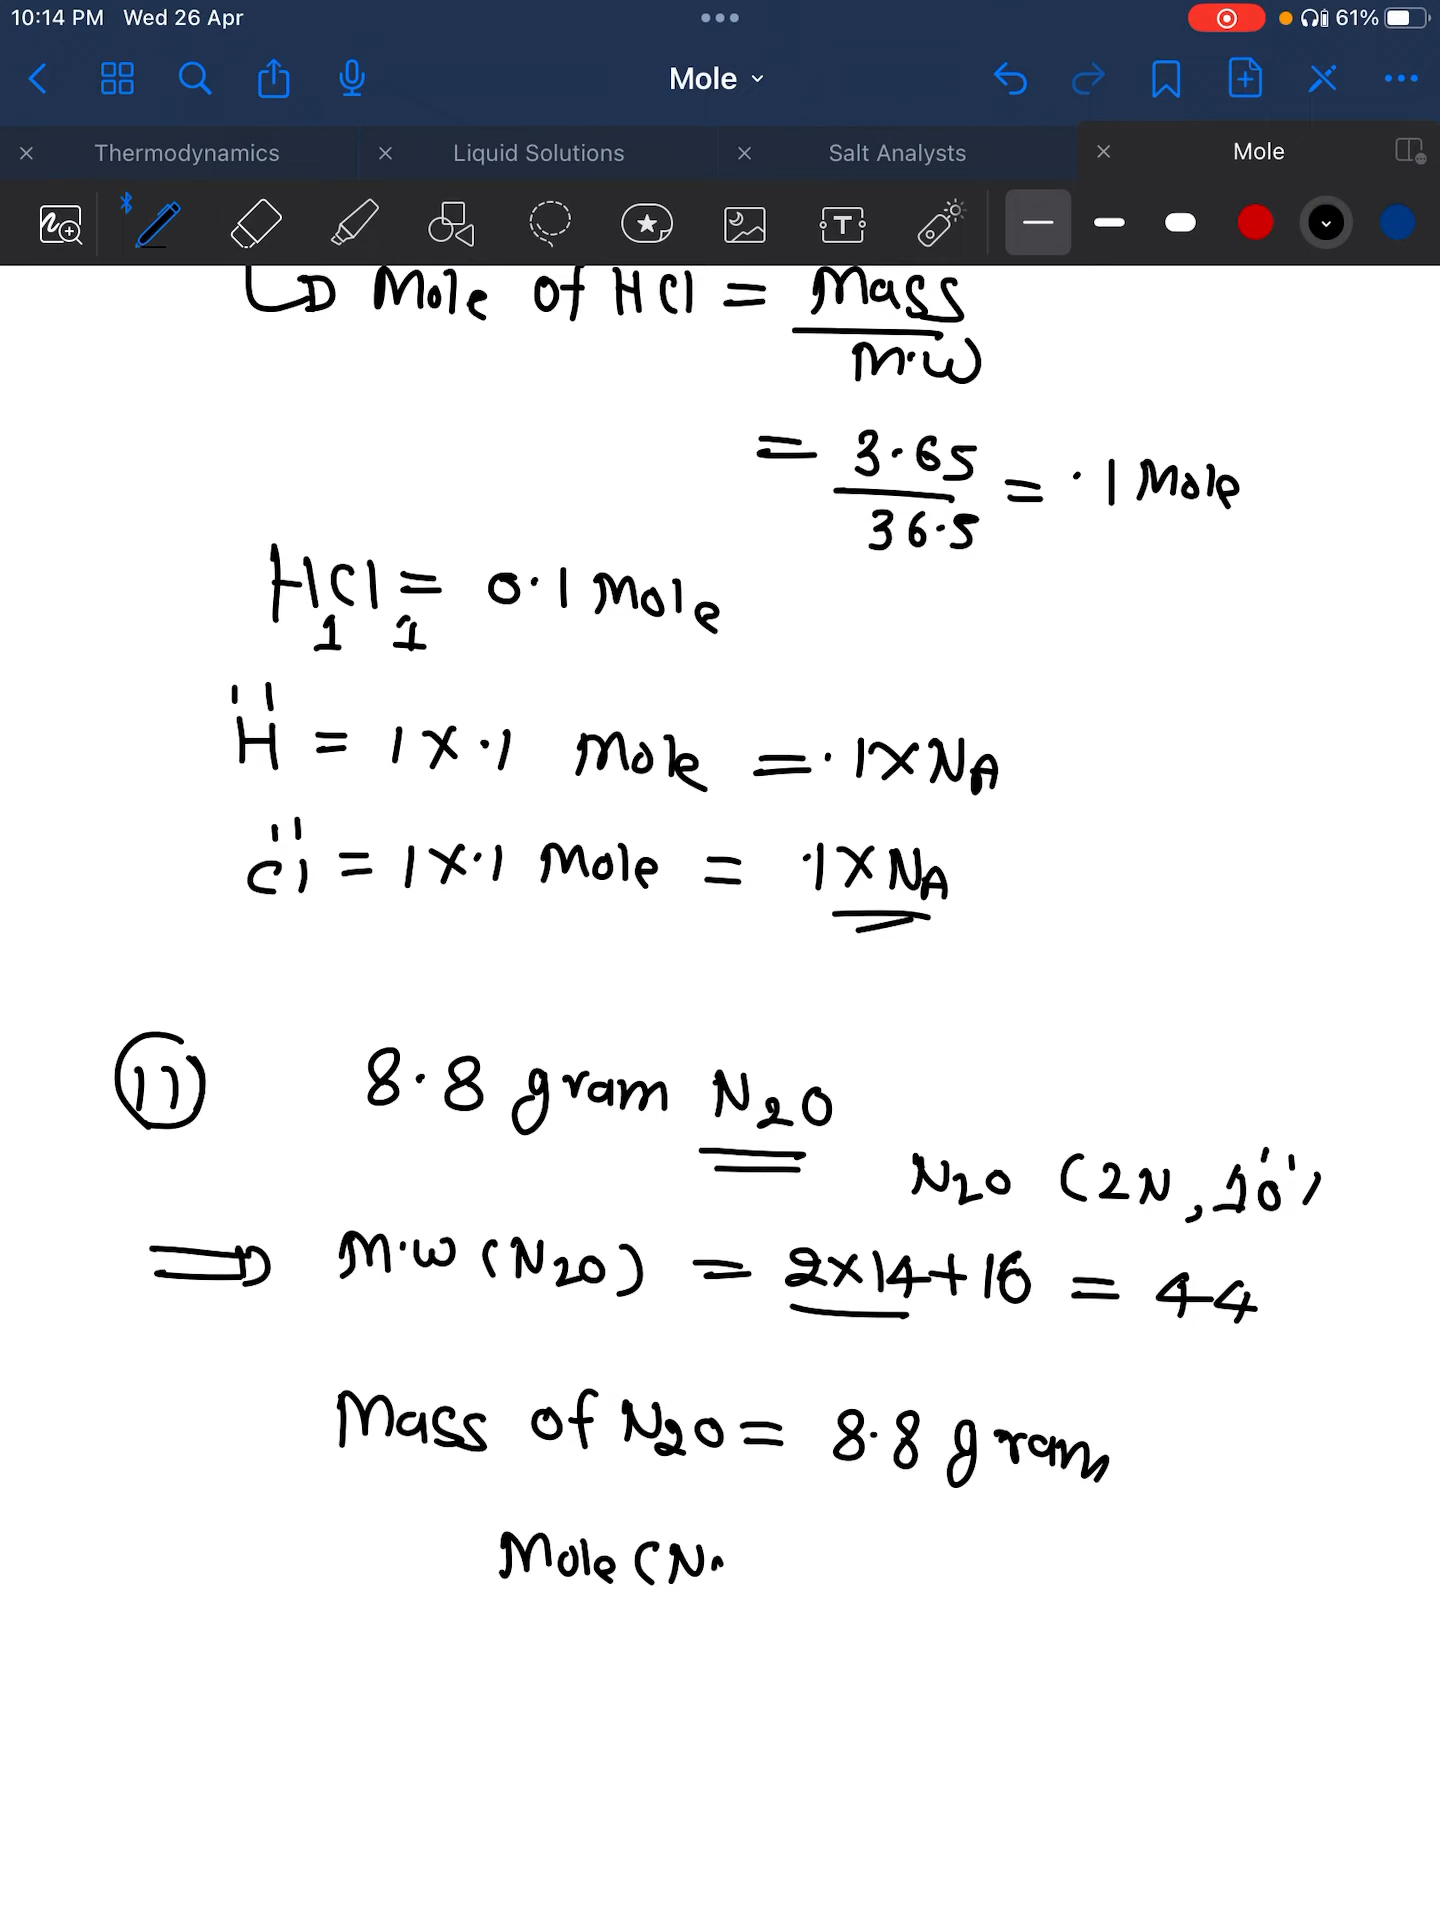 10:14 PM Wed 26 Apr 61%
Mole
Thermodynamics Liquid Solutions Salt Analysts Mole
T
Mole of HCl = Mass
M.W
= 3.65 = .1 Mole
36.5
HCl = 0.1 Mole
1 1
H = 1 X .1 Mole = .1 X NA
Cl = 1 X .1 Mole = .1 X NA
11) 8.8 gram N2O
N2O (2N, 1O)
M.W (N2O) = 2x14+16 = 44
Mass of N2O = 8.8 gram
Mole (N